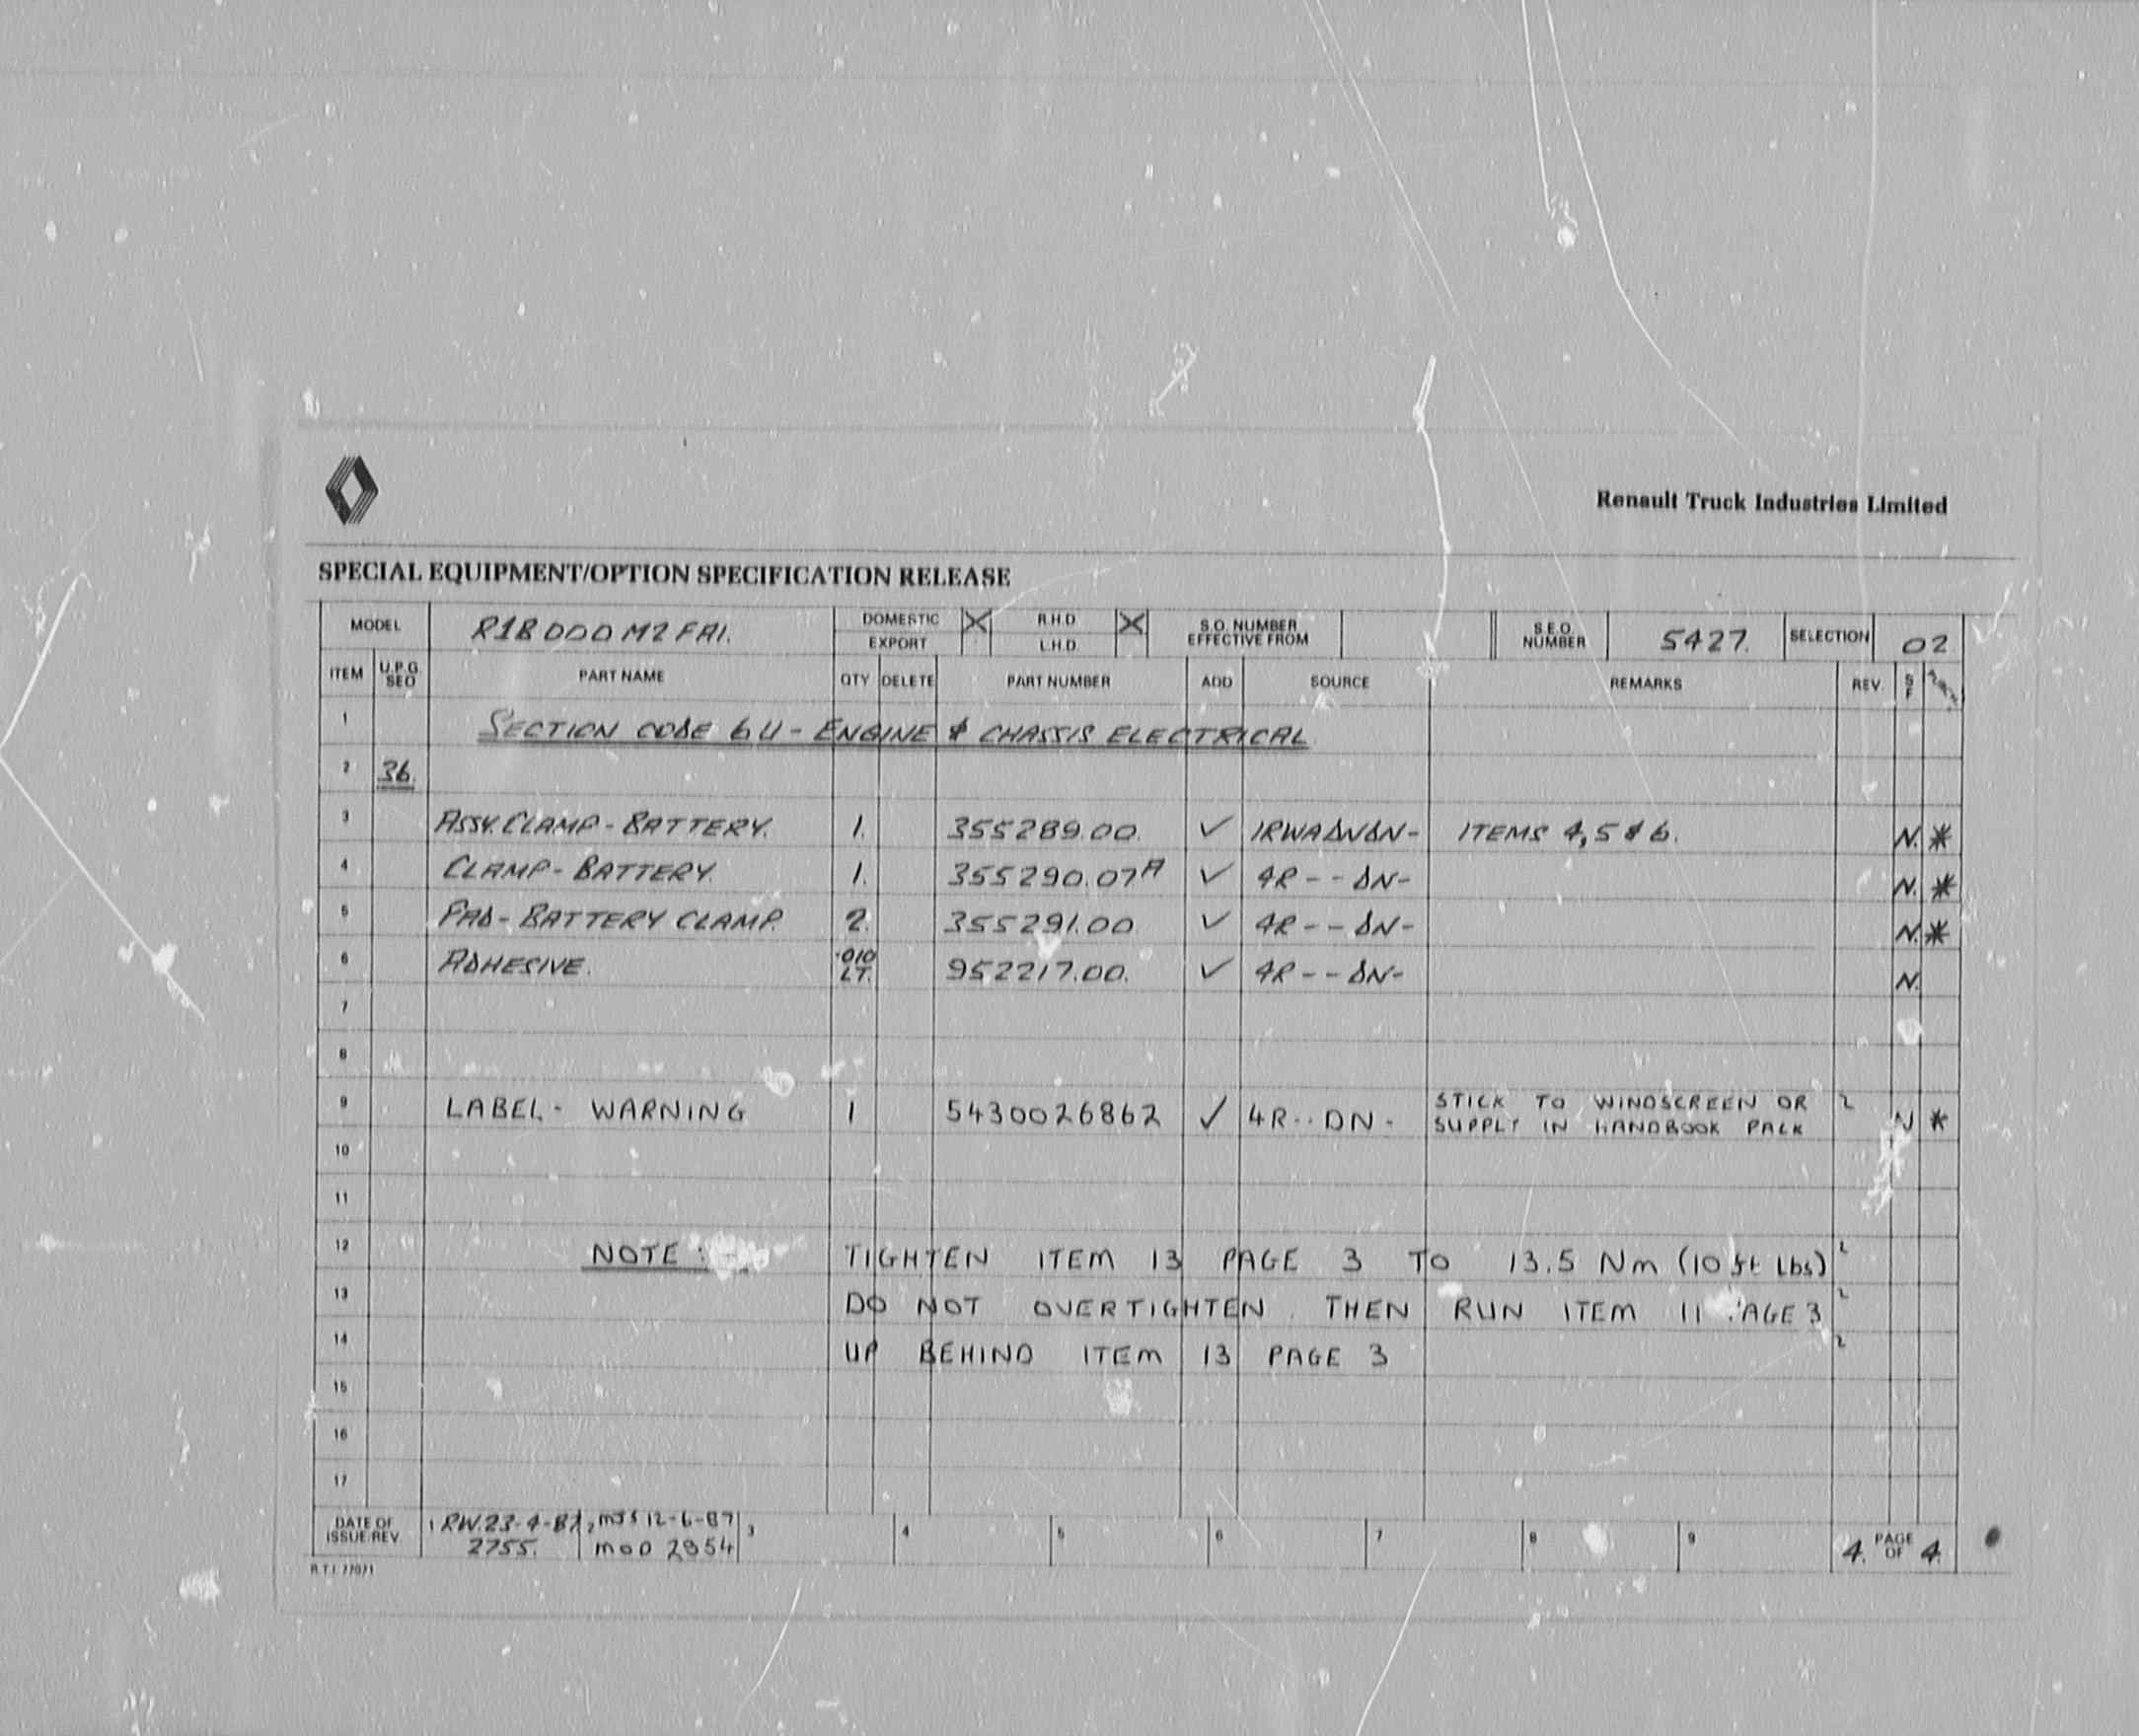 Renault Truck Industries Limited
SPECIAL EQUIPMENT/OPTION SPECIFICATION RELEASE
MODEL R18000M2FA1. DOMESTIC X R.H.D. X S.O. NUMBER EFFECTIVE FROM S.E.O. NUMBER 5427. SELECTION 02
EXPORT L.H.D.
ITEM U.P.G. SEQ PART NAME QTY DELETE PART NUMBER ADD SOURCE REMARKS REV S F
1 SECTION CODE 6U - ENGINE & CHASSIS ELECTRICAL
2 36.
3 ASSY. CLAMP - BATTERY. 1. 355289.00. ✓ 1RWADNDN- ITEMS 4, 5 & 6. N. *
4 CLAMP - BATTERY. 1. 355290.07A ✓ 4R--DN- N. *
5 PAD - BATTERY CLAMP. 2. 355291.00 ✓ 4R--DN- N. *
6 ADHESIVE. .010 LT. 952217.00. ✓ 4R--DN- N.
7
8
9 LABEL - WARNING 1 5430026862 ✓ 4R--DN- STICK TO WINDSCREEN OR SUPPLY IN HANDBOOK PACK 2 N *
10
11
12 NOTE: TIGHTEN ITEM 13 PAGE 3 TO 13.5 Nm (10 ft Lbs) 2
13 DO NOT OVERTIGHTEN. THEN RUN ITEM 11 PAGE 3 2
14 UP BEHIND ITEM 13 PAGE 3 2
15
16
17
DATE OF ISSUE/REV 1 RW.23-4-87 2755. 2 MJS 12-6-87 MOD 2854 3 4 5 6 7 8 9 4. PAGE OF 4.
R.T.I. 77071